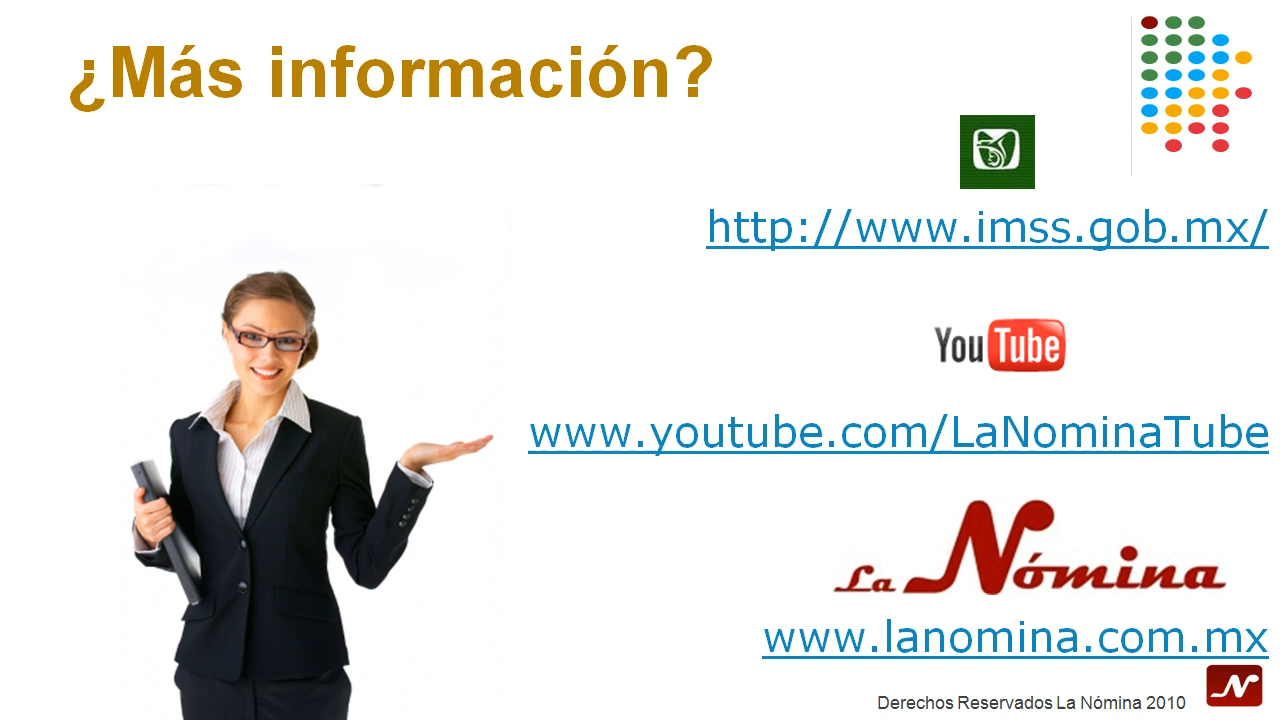 ¿Más información?
http://www.imss.gob.mx/
YouTube
www.youtube.com/LaNominaTube
La Nómina
www.lanomina.com.mx
Derechos Reservados La Nómina 2010
N